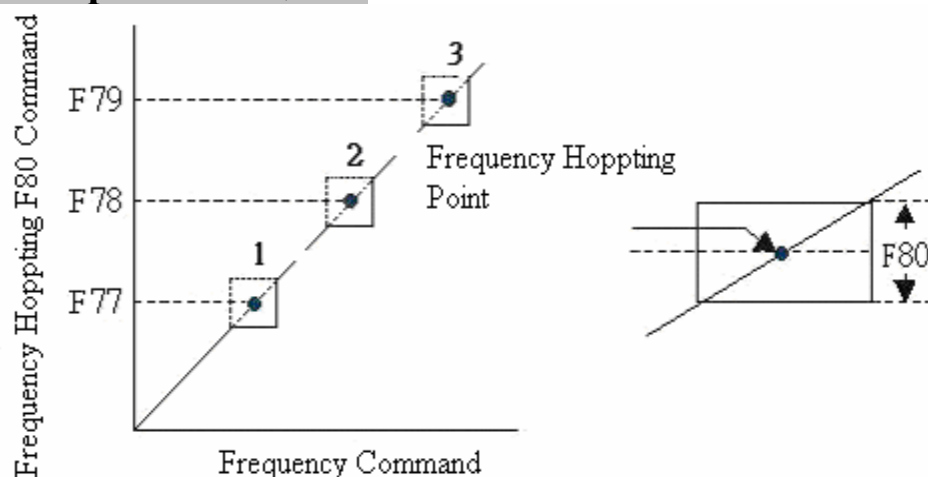 Frequency Hoppting F80 Command
F79
F78
F77
3
2
1
Frequency Hoppting
Point
F80
Frequency Command